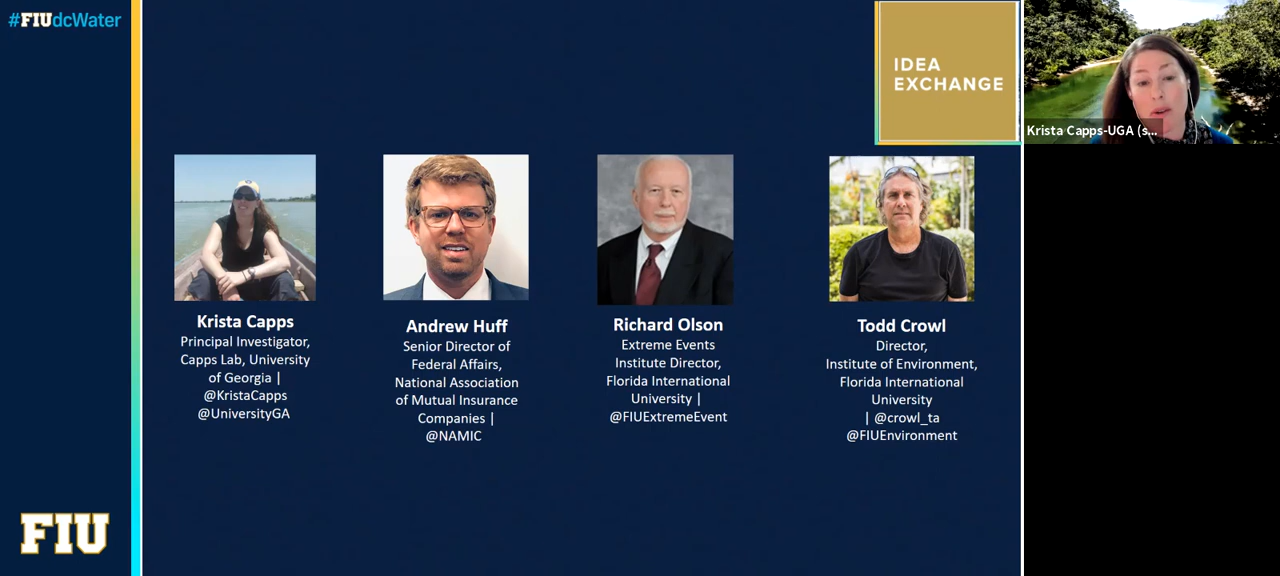 #FIUdcWater
IDEA
EXCHANGE
Krista Capps-UGA (s...
Krista Capps
Principal Investigator,
Capps Lab, University
of Georgia |
@KristaCapps
@UniversityGA
Andrew Huff
Senior Director of
Federal Affairs,
National Association
of Mutual Insurance
Companies |
@NAMIC
Richard Olson
Extreme Events
Institute Director,
Florida International
University |
@FIUExtremeEvent
Todd Crowl
Director,
Institute of Environment,
Florida International
University
| @crowl_ta
@FIUEnvironment
FIU